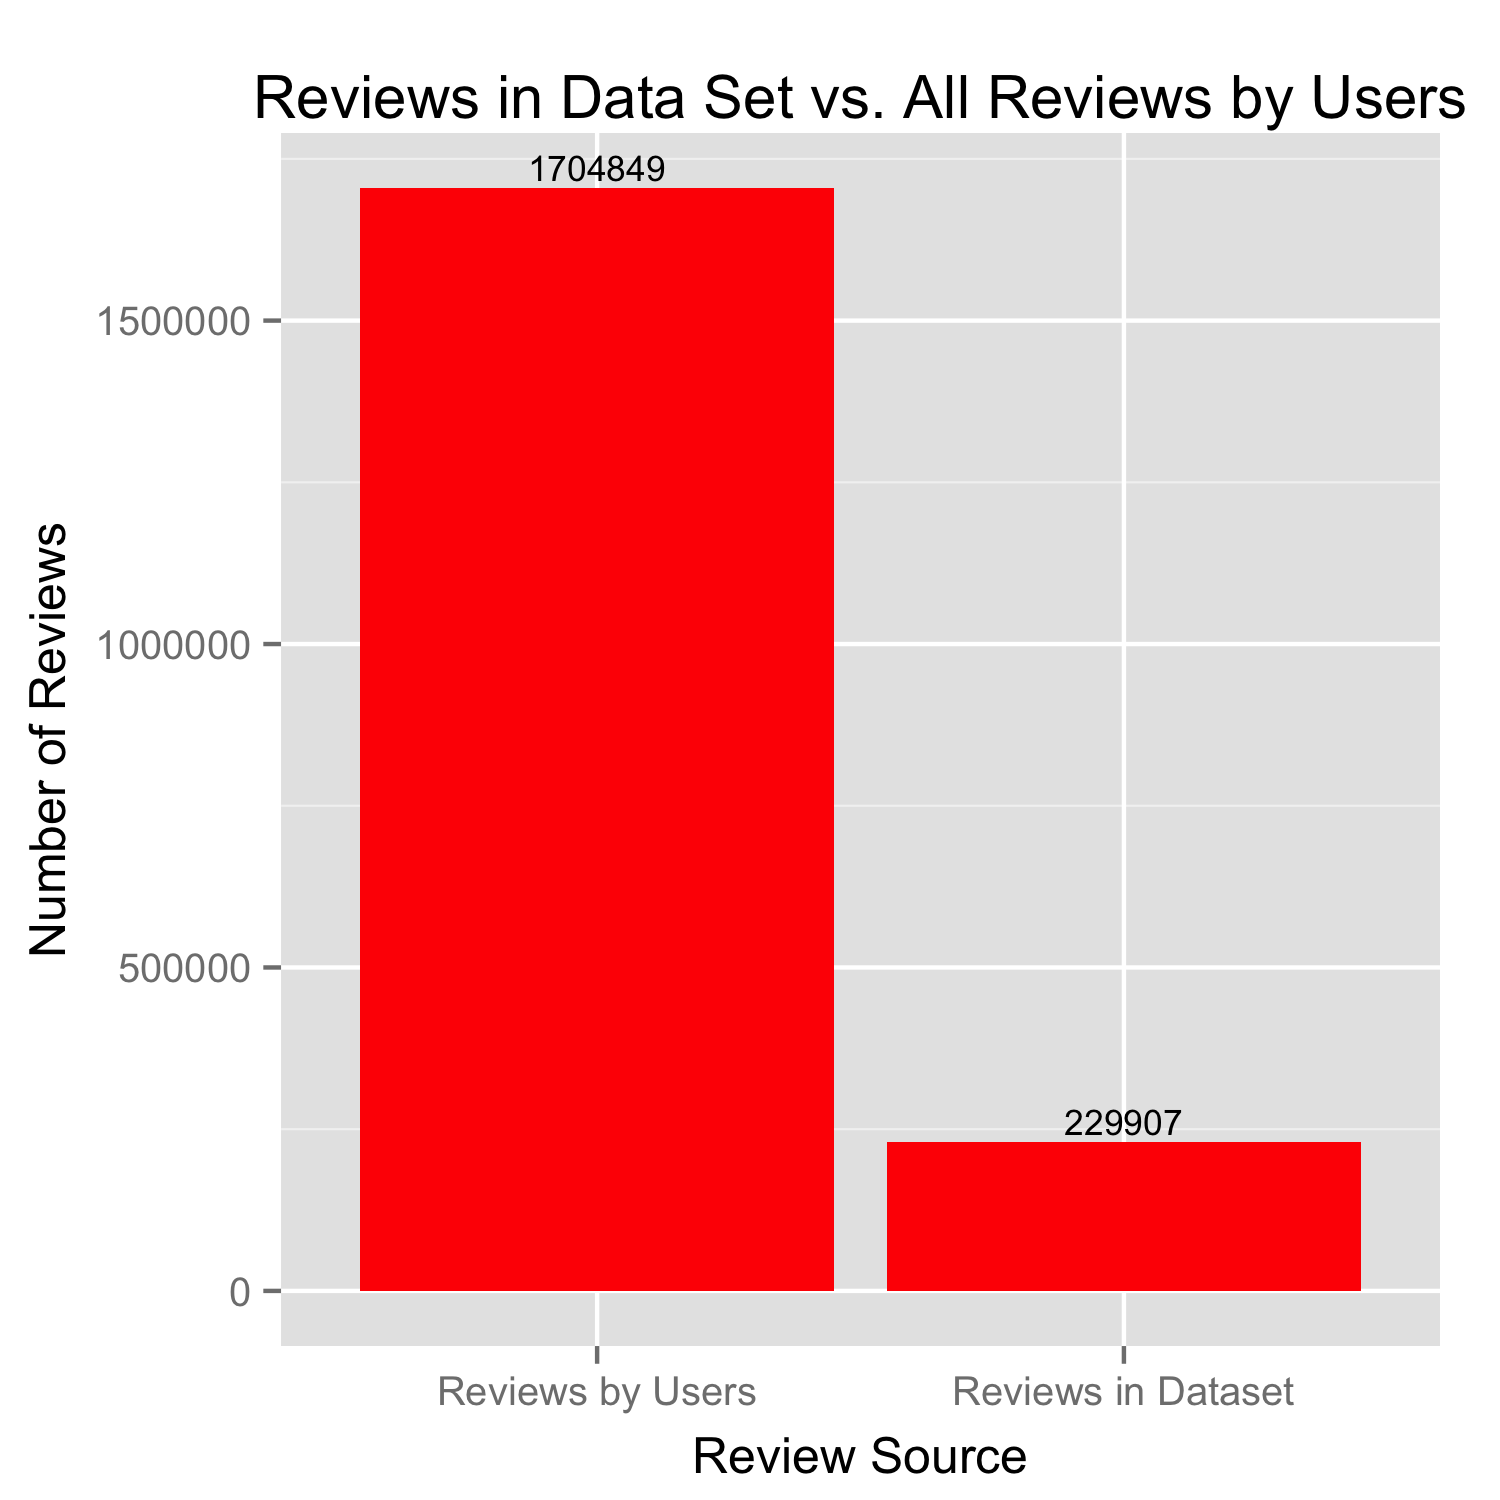 Reviews in Data Set vs. All Reviews by Users
1704849
1500000
1000000
500000
0
229907
Number of Reviews
Reviews by Users
Reviews in Dataset
Review Source